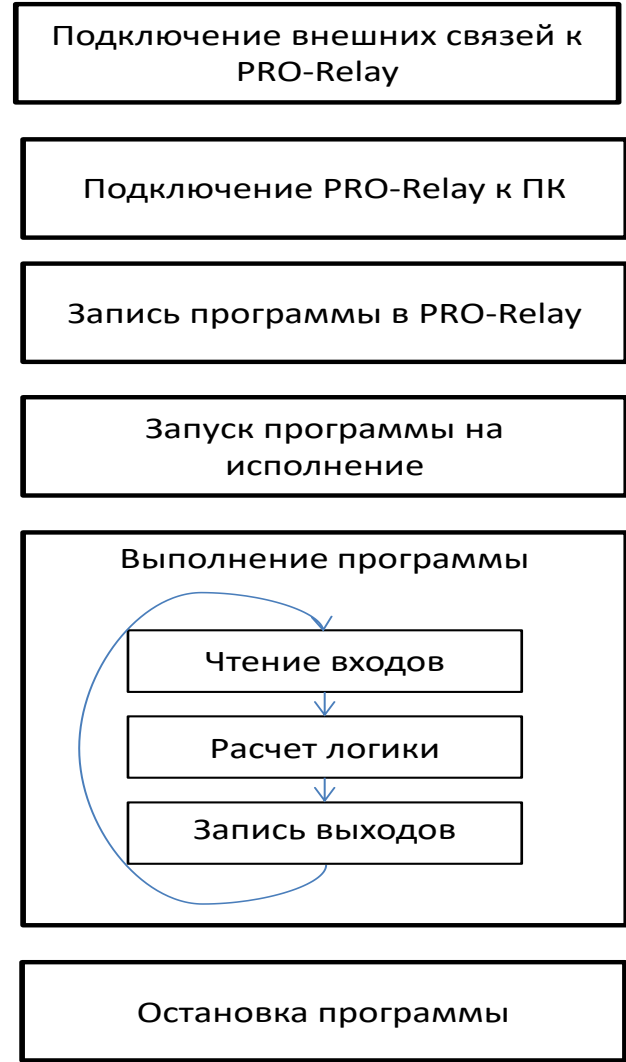 Подключение внешних связей к
PRO-Relay
Подключение PRO-Relay к ПК
Запись программы в PRO-Relay
Запуск программы на
исполнение
Выполнение программы
Чтение входов
Расчет логики
Запись выходов
Остановка программы